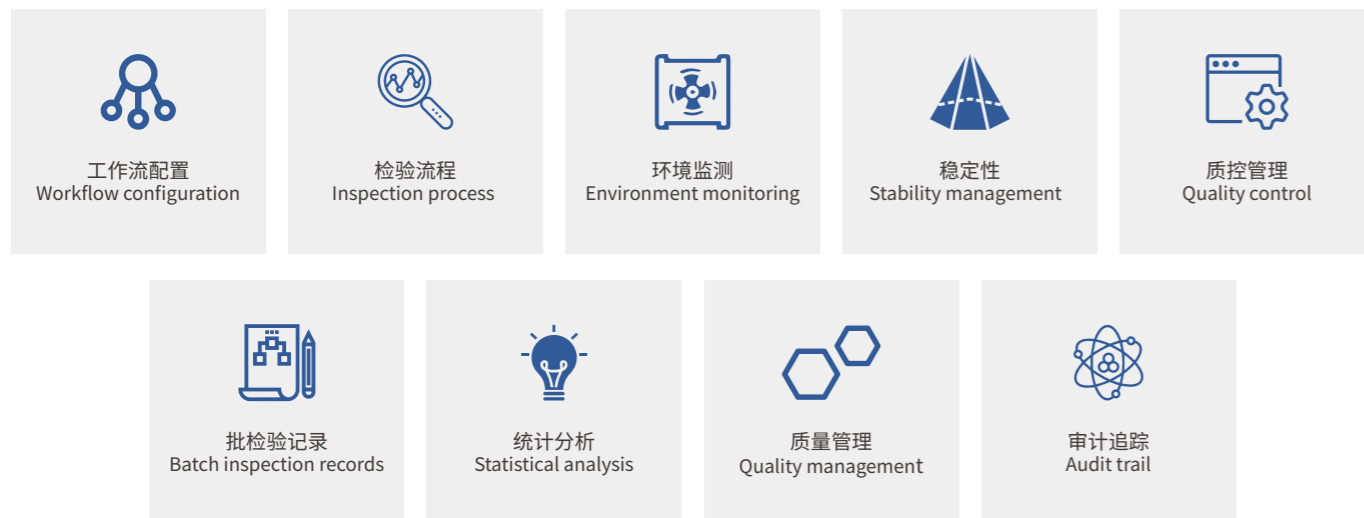 工作流配置
Workflow configuration
检验流程
Inspection process
环境监测
Environment monitoring
稳定性
Stability management
质控管理
Quality control
批检验记录
Batch inspection records
统计分析
Statistical analysis
质量管理
Quality management
审计追踪
Audit trail